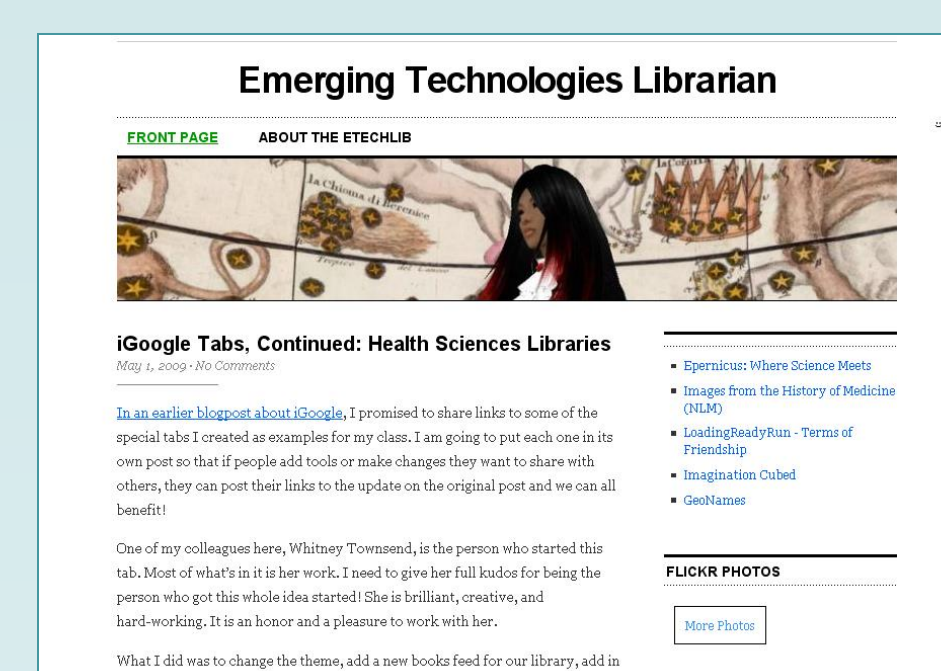 Emerging Technologies Librarian
FRONT PAGE ABOUT THE ETECHLIB
la Chioma di Berenice
la Corona
Tropico del Cancro
iGoogle Tabs, Continued: Health Sciences Libraries
May 1, 2009 · No Comments
In an earlier blogpost about iGoogle, I promised to share links to some of the
special tabs I created as examples for my class. I am going to put each one in its
own post so that if people add tools or make changes they want to share with
others, they can post their links to the update on the original post and we can all
benefit!
One of my colleagues here, Whitney Townsend, is the person who started this
tab. Most of what's in it is her work. I need to give her full kudos for being the
person who got this whole idea started! She is brilliant, creative, and
hard-working. It is an honor and a pleasure to work with her.
What I did was to change the theme, add a new books feed for our library, add in
Epernicus: Where Science Meets
Images from the History of Medicine
(NLM)
LoadingReadyRun - Terms of
Friendship
Imagination Cubed
GeoNames
FLICKR PHOTOS
More Photos